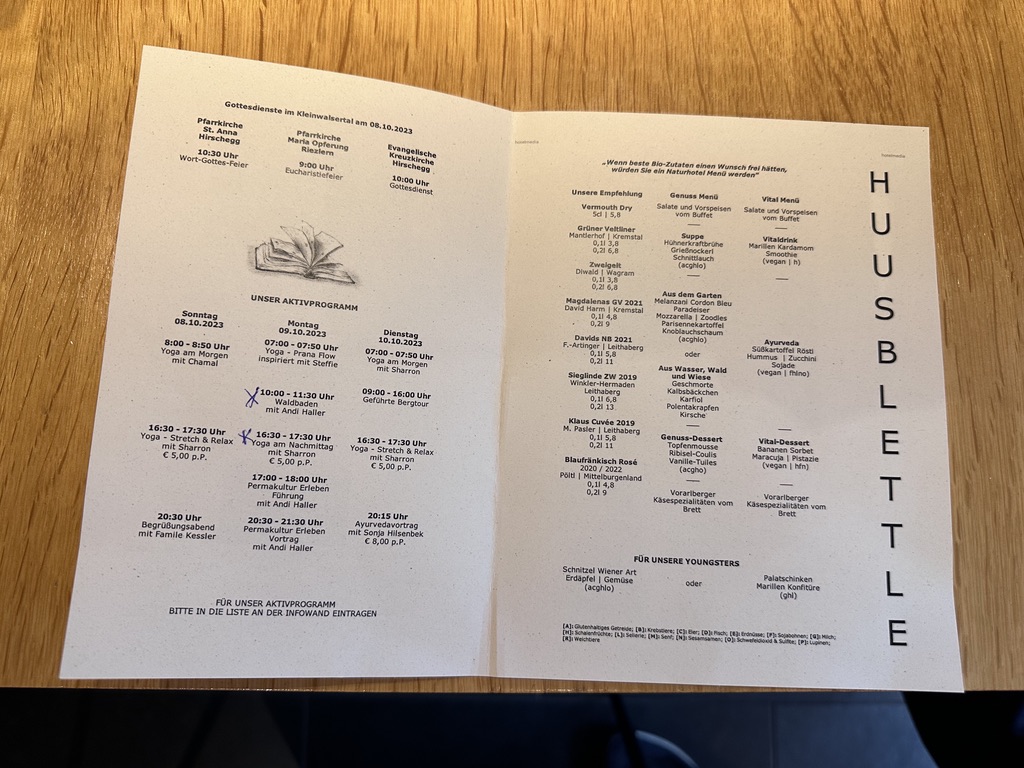 Gottesdienste im Kleinwalsertal am 08.10.2023
Pfarrkirche
St. Anna
Hirschegg
10:30 Uhr
Wort-Gottes-Feier
Pfarrkirche
Maria Opferung
Riezlern
9:00 Uhr
Eucharistiefeier
Evangelische
Kreuzkirche
Hirschegg
10:00 Uhr
Gottesdienst
UNSER AKTIVPROGRAMM
Sonntag
08.10.2023
8:00 - 8:50 Uhr
Yoga am Morgen
mit Chamal
16:30 - 17:30 Uhr
Yoga - Stretch & Relax
mit Sharron
€ 5,00 p.P.
20:30 Uhr
Begrüßungsabend
mit Famile Kessler
Montag
09.10.2023
07:00 - 07:50 Uhr
Yoga - Prana Flow
inspiriert mit Steffie
10:00 - 11:30 Uhr
Waldbaden
mit Andi Haller
16:30 - 17:30 Uhr
Yoga am Nachmittag
mit Sharron
€ 5,00 p.P.
17:00 - 18:00 Uhr
Permakultur Erleben
Führung
mit Andi Haller
20:30 - 21:30 Uhr
Permakultur Erleben
Vortrag
mit Andi Haller
Dienstag
10.10.2023
07:00 - 07:50 Uhr
Yoga am Morgen
mit Sharron
09:00 - 16:00 Uhr
Geführte Bergtour
16:30 - 17:30 Uhr
Yoga - Stretch & Relax
mit Sharron
€ 5,00 p.P.
20:15 Uhr
Ayurvedavortrag
mit Sonja Hilsenbek
€ 8,00 p.P.
FÜR UNSER AKTIVPROGRAMM
BITTE IN DIE LISTE AN DER INFOWAND EINTRAGEN
hotelmedia
hotelmedia
„Wenn beste Bio-Zutaten einen Wunsch frei hätten,
würden Sie ein Naturhotel Menü werden“
Unsere Empfehlung
Vermouth Dry
5cl | 5,8
Grüner Veltliner
Mantlerhof | Kremstal
0,1l 3,8
0,2l 6,8
Zweigelt
Diwald | Wagram
0,1l 3,8
0,2l 6,8
Magdalenas GV 2021
David Harm | Kremstal
0,1l 4,8
0,2l 9
Davids NB 2021
F.-Artinger | Leithaberg
0,1l 5,8
0,2l 11
Sieglinde ZW 2019
Winkler-Hermaden
Leithaberg
0,1l 6,8
0,2l 13
Klaus Cuvée 2019
M. Pasler | Leithaberg
0,1l 5,8
0,2l 11
Blaufränkisch Rosé
2020 / 2022
Pöltl | Mittelburgenland
0,1l 4,8
0,2l 9
Genuss Menü
Salate und Vorspeisen
vom Buffet
Suppe
Hühnerkraftbrühe
Grießnockerl
Schnittlauch
(acghlo)
Aus dem Garten
Melanzani Cordon Bleu
Paradeiser
Mozzarella | Zoodles
Parisennekartoffel
Knoblauchschaum
(acghlo)
oder
Aus Wasser, Wald
und Wiese
Geschmorte
Kalbsbäckchen
Karfiol
Polentakrapfen
Kirsche
Genuss-Dessert
Topfenmousse
Ribisel-Coulis
Vanille-Tuiles
(acgho)
Vorarlberger
Käsespezialitäten vom
Brett
Vital Menü
Salate und Vorspeisen
vom Buffet
Vitaldrink
Marillen Kardamom
Smoothie
(vegan | h)
Ayurveda
Süßkartoffel Rösti
Hummus | Zucchini
Sojade
(vegan | fhlno)
Vital-Dessert
Bananen Sorbet
Maracuja | Pistazie
(vegan | hfn)
Vorarlberger
Käsespezialitäten vom
Brett
FÜR UNSERE YOUNGSTERS
Schnitzel Wiener Art
Erdäpfel | Gemüse
(acghlo)
oder
Palatschinken
Marillen Konfitüre
(ghl)
[A]: Glutenhaltiges Getreide; [B]: Krebstiere; [C]: Eier; [D]: Fisch; [E]: Erdnüsse; [F]: Sojabohnen; [G]: Milch;
[H]: Schalenfrüchte; [L]: Sellerie; [M]: Senf; [N]: Sesamsamen; [O]: Schwefeldioxid & Sulfite; [P]: Lupinen;
[R]: Weichtiere
HUUSBLETTLE